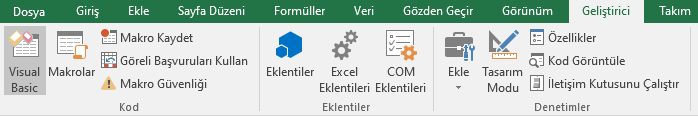 Dosya Giriş Ekle Sayfa Düzeni Formüller Veri Gözden Geçir Görünüm Geliştirici Takım
Visual Basic
Makrolar
Makro Kaydet
Göreli Başvuruları Kullan
Makro Güvenliği
Kod
Eklentiler
Excel Eklentileri
COM Eklentileri
Eklentiler
Ekle
Tasarım Modu
Özellikler
Kod Görüntüle
İletişim Kutusunu Çalıştır
Denetimler